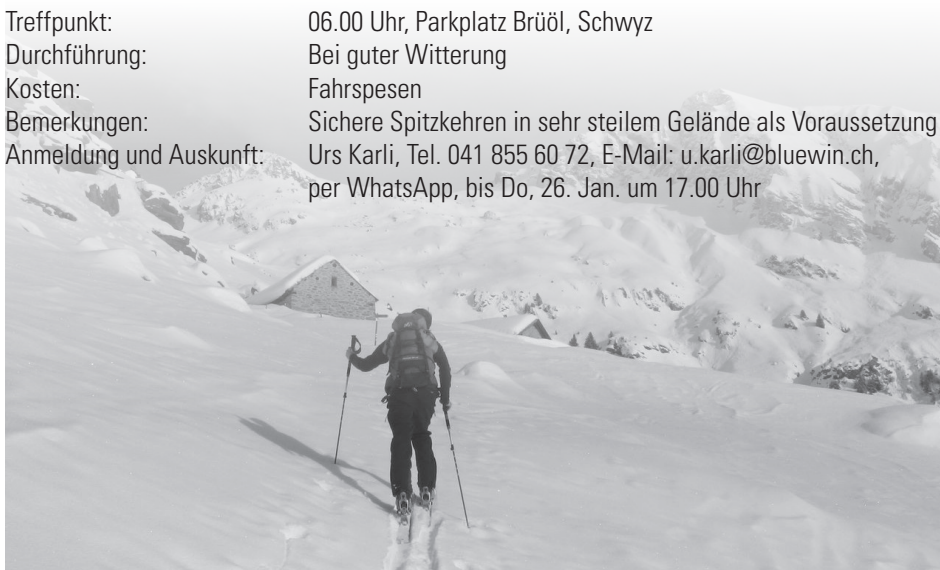 Treffpunkt: 06.00 Uhr, Parkplatz Brüöl, Schwyz
Durchführung: Bei guter Witterung
Kosten: Fahrspesen
Bemerkungen: Sichere Spitzkehren in sehr steilem Gelände als Voraussetzung
Anmeldung und Auskunft: Urs Karli, Tel. 041 855 60 72, E-Mail: u.karli@bluewin.ch,
per WhatsApp, bis Do, 26. Jan. um 17.00 Uhr